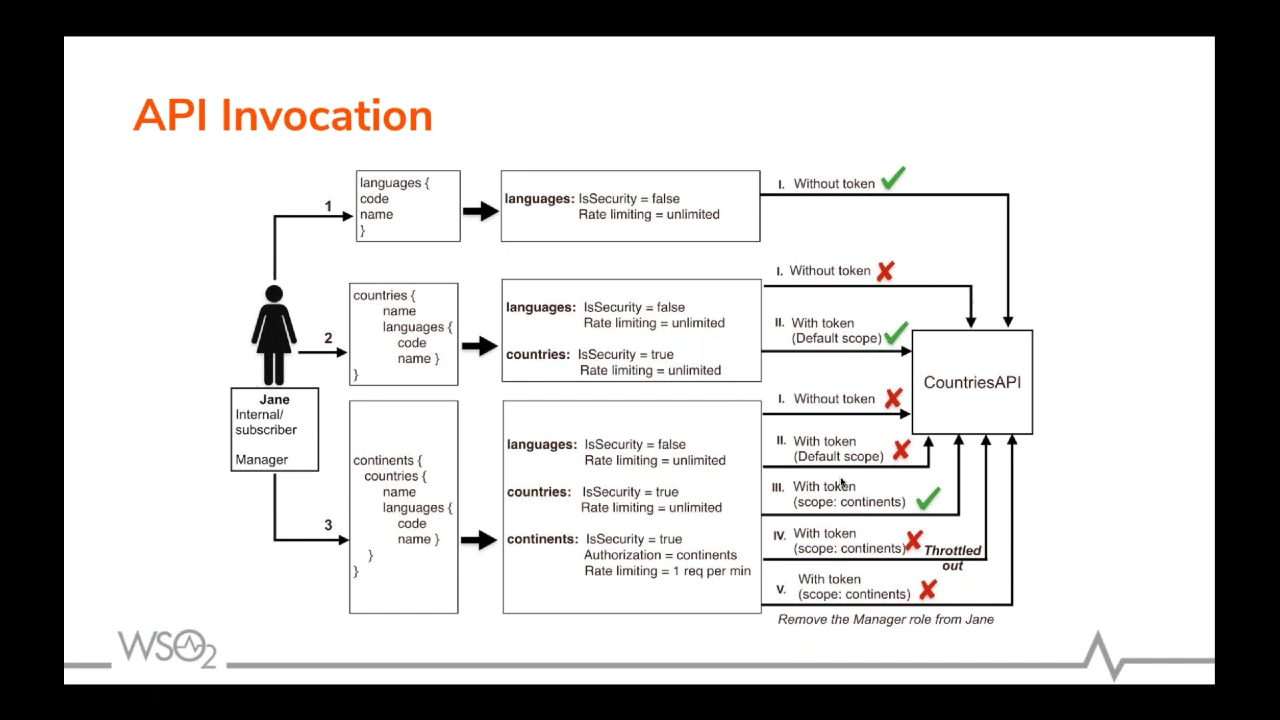 API Invocation
1
languages {
code
name
}
languages: IsSecurity = false
Rate limiting = unlimited
I. Without token
2
countries {
name
languages {
code
name }
}
languages: IsSecurity = false
Rate limiting = unlimited
countries: IsSecurity = true
Rate limiting = unlimited
I. Without token
II. With token
(Default scope)
CountriesAPI
Jane
Internal/
subscriber
Manager
3
continents {
countries {
name
languages {
code
name }
}
}
languages: IsSecurity = false
Rate limiting = unlimited
countries: IsSecurity = true
Rate limiting = unlimited
continents: IsSecurity = true
Authorization = continents
Rate limiting = 1 req per min
I. Without token
II. With token
(Default scope)
III. With token
(scope: continents)
IV. With token
(scope: continents)
Throttled
out
V. With token
(scope: continents)
Remove the Manager role from Jane
WSO2